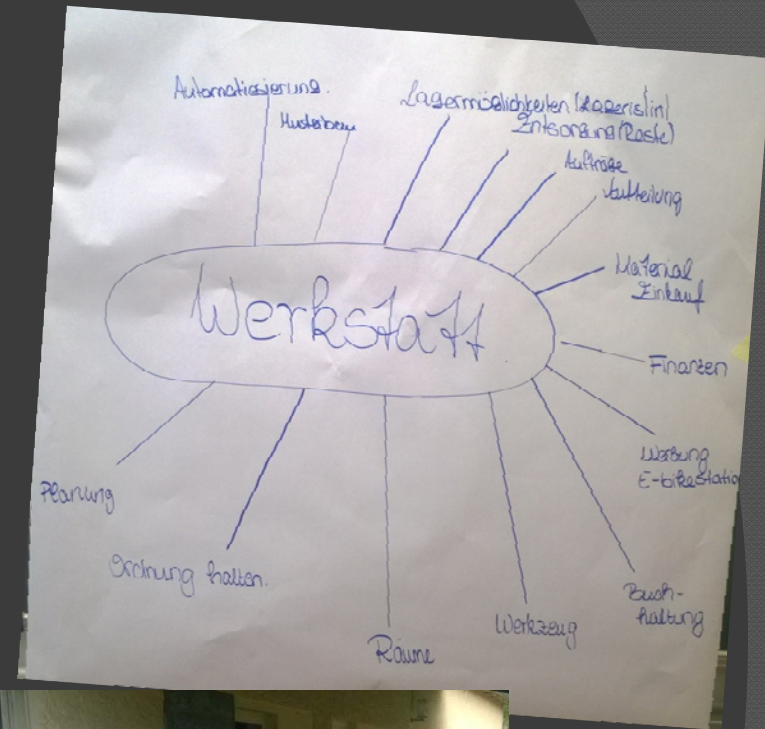 Automatissierung.
Musterbau
Lagermöglichkeiten (Lagerist/in)
Entsorgung (Reste)
Aufträge
Aufteilung
Material
Einkauf
Werkstatt
Finanzen
Werbung
E-bikestatio
Planung
Ordnung halten.
Buch-
haltung
Werkzeug
Räume